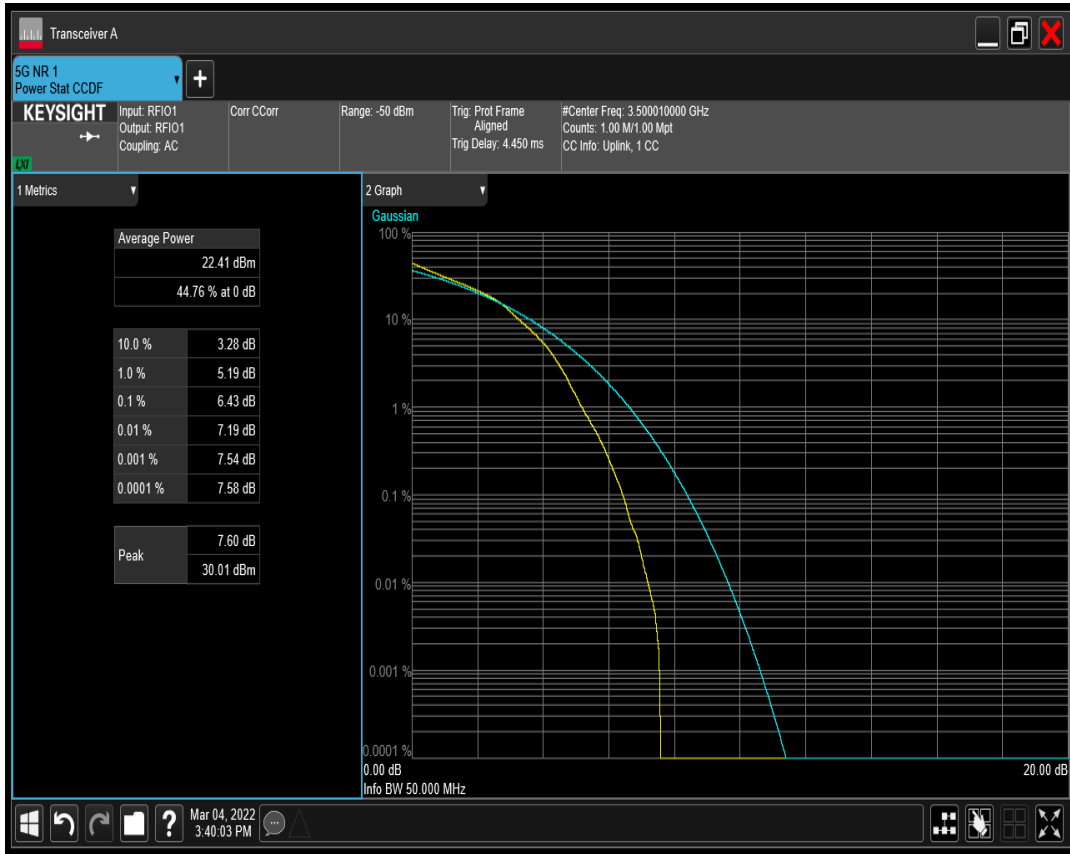 Transceiver A
5G NR 1
Power Stat CCDF
KEYSIGHT
LXI
Input: RFIO1
Output: RFIO1
Coupling: AC
Corr CCorr
Range: -50 dBm
Trig: Prot Frame
Aligned
Trig Delay: 4.450 ms
#Center Freq: 3.500010000 GHz
Counts: 1.00 M/1.00 Mpt
CC Info: Uplink, 1 CC
1 Metrics
Average Power
22.41 dBm
44.76 % at 0 dB
10.0 % 3.28 dB
1.0 % 5.19 dB
0.1 % 6.43 dB
0.01 % 7.19 dB
0.001 % 7.54 dB
0.0001 % 7.58 dB
Peak 7.60 dB
30.01 dBm
2 Graph
Gaussian
100 %
10 %
1 %
0.1 %
0.01 %
0.001 %
0.0001 %
0.00 dB 20.00 dB
Info BW 50.000 MHz
Mar 04, 2022
3:40:03 PM